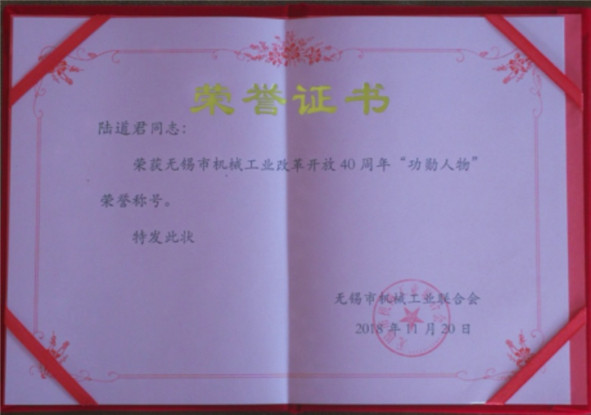 荣誉证书
陆道君同志：
荣获无锡市机械工业改革开放40周年“功勋人物”
荣誉称号。
特发此状
无锡市机械工业联合会
2018年11月20日